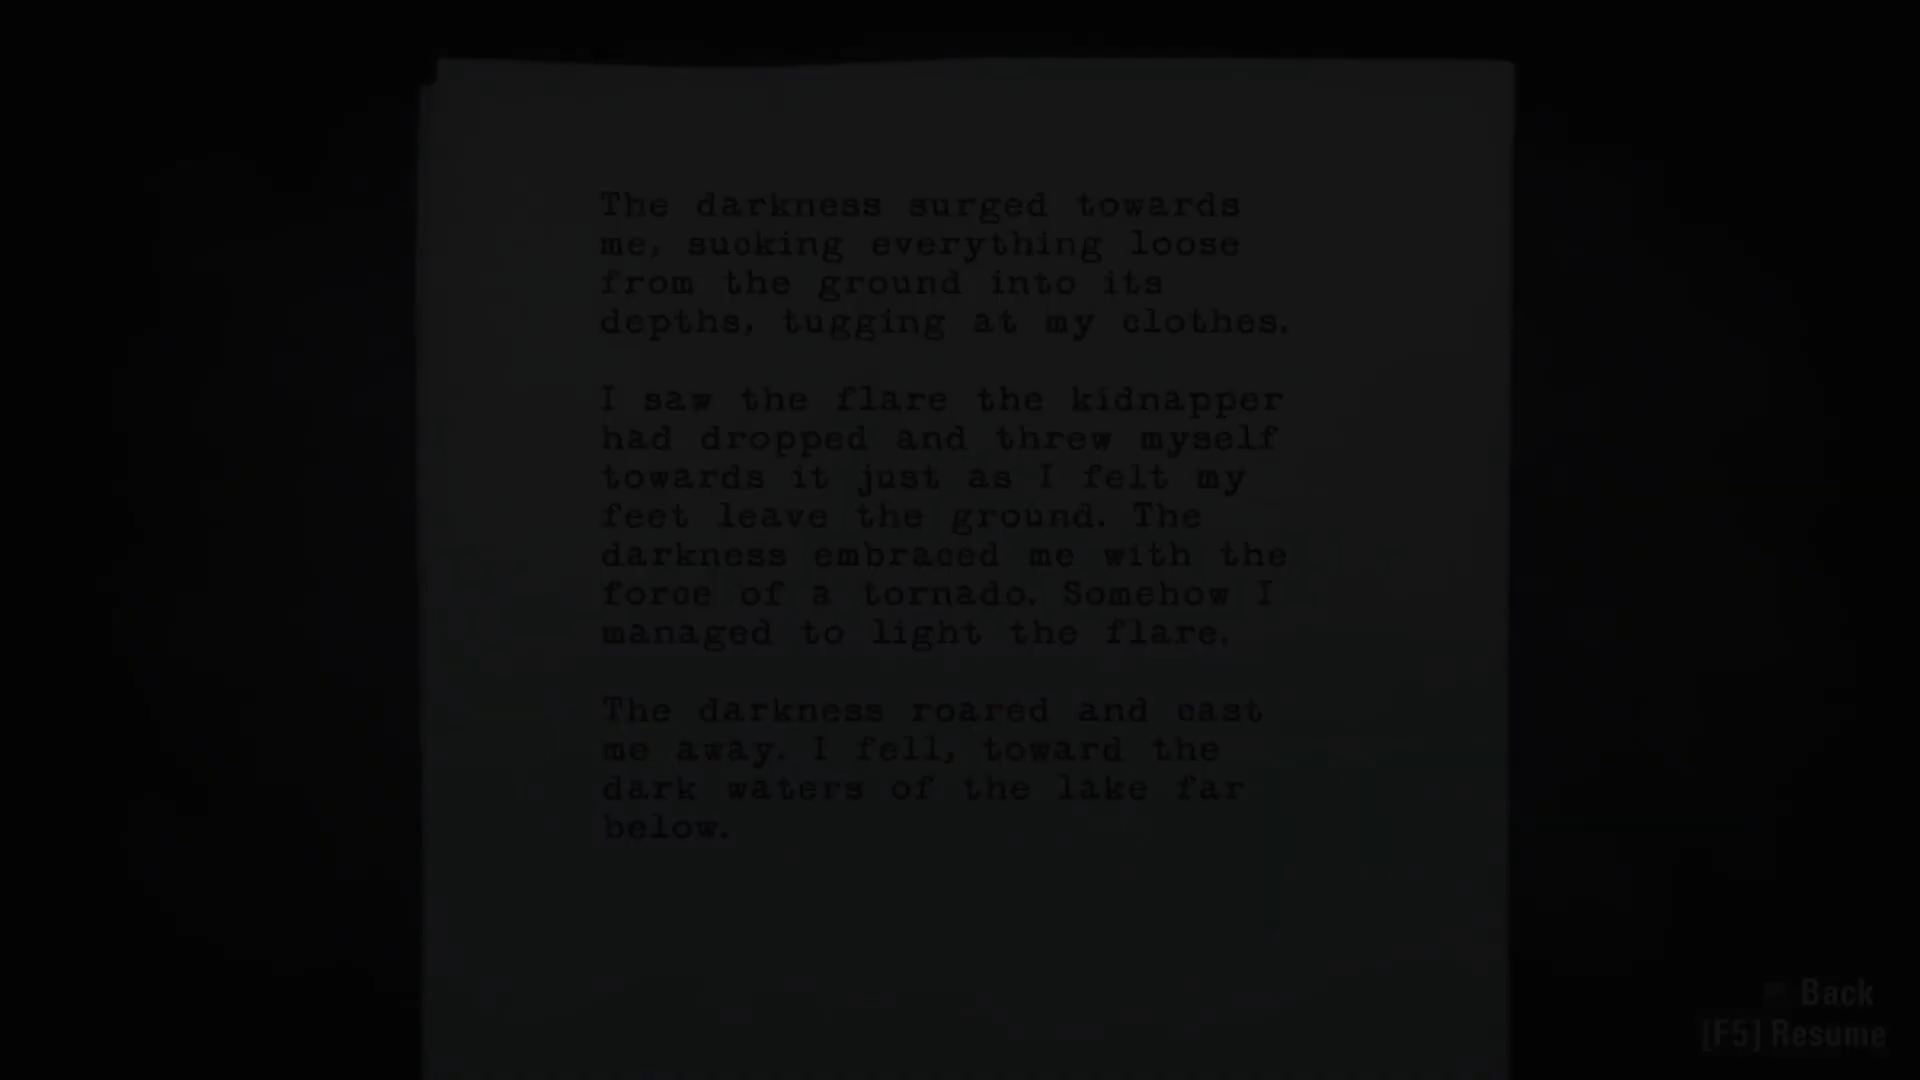 The darkness surged towards
me, sucking everything loose
from the ground into its
depths, tugging at my clothes.
I saw the flare the kidnapper
had dropped and threw myself
towards it just as I felt my
feet leave the ground. The
darkness embraced me with the
force of a tornado. Somehow I
managed to light the flare.
The darkness roared and cast
me away. I fell, toward the
dark waters of the lake far
below.
Back
[F5] Resume